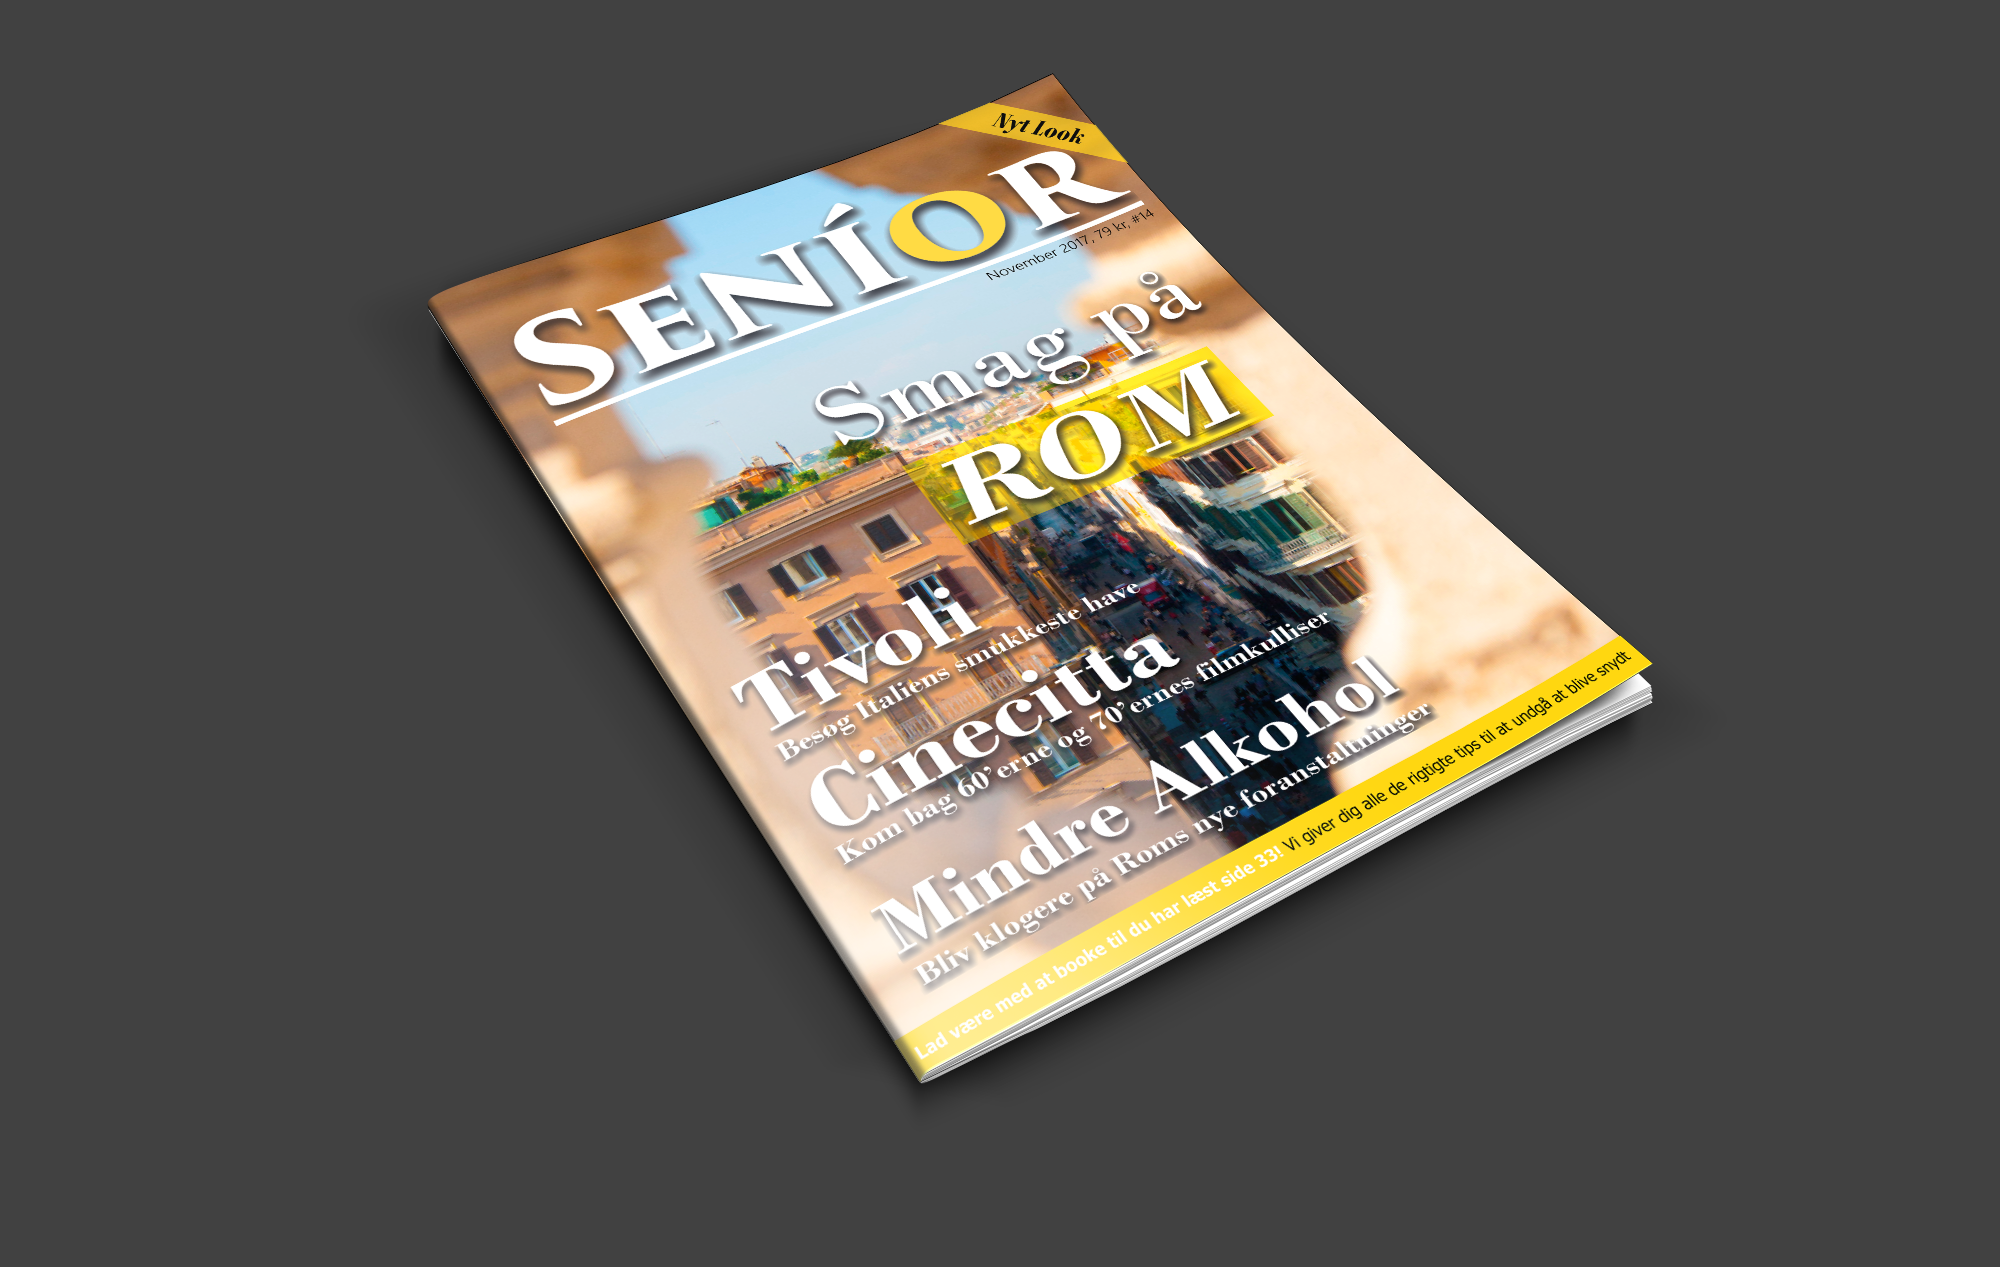 Nyt Look
SENÍOR
November 2017, 79 kr, #14
Smag på
ROM
Tivoli
Besøg Italiens smukkeste have
Cinecitta
Kom bag 60’erne og 70’ernes filmkulliser
Mindre Alkohol
Bliv klogere på Roms nye foranstaltninger
Lad være med at booke til du har læst side 33! Vi giver dig alle de rigtigte tips til at undgå at blive snydt